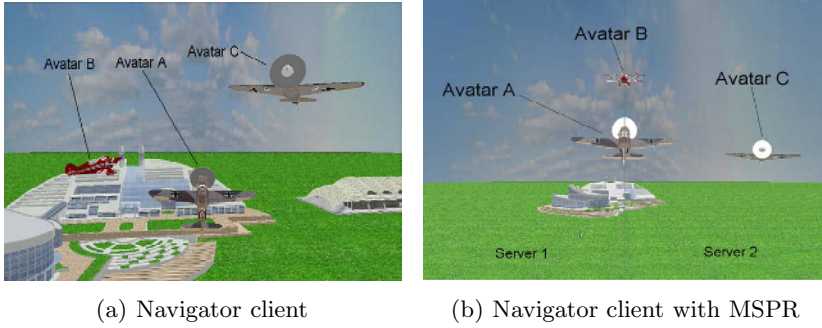 Avatar C
Avatar B
Avatar A
(a) Navigator client
Avatar B
Avatar A
Avatar C
Server 1
Server 2
(b) Navigator client with MSPR